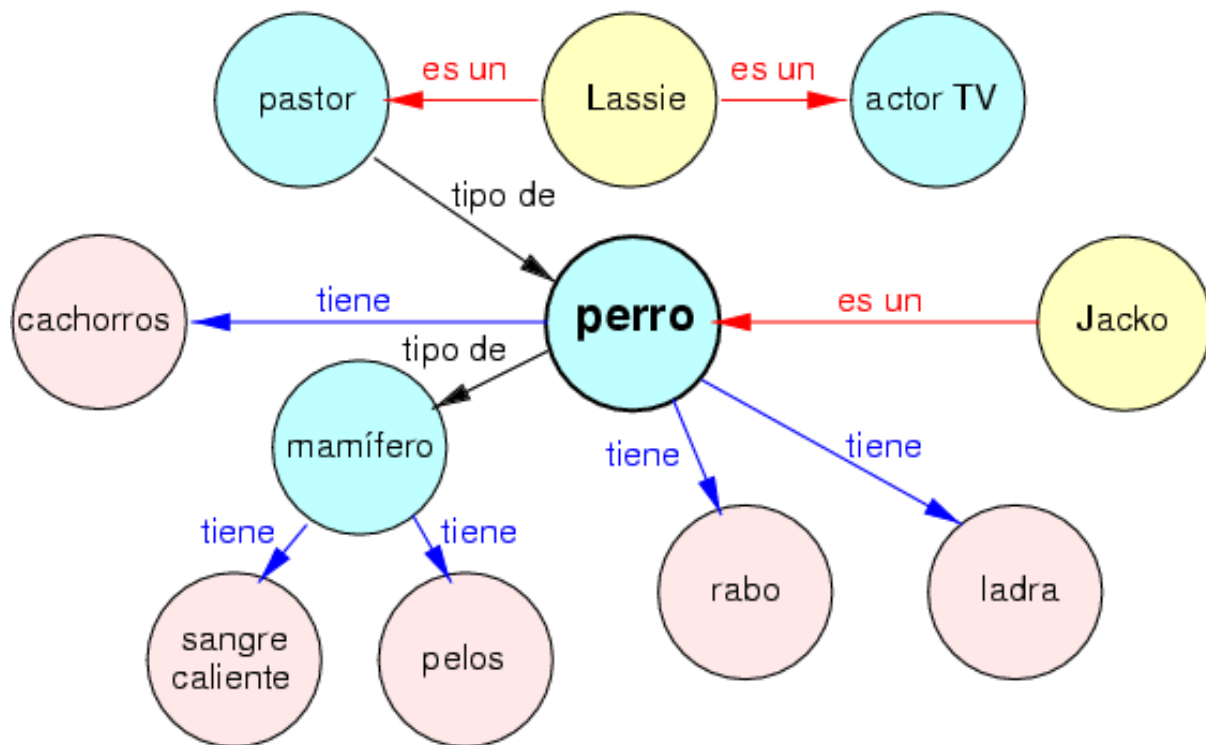 es un
es un
pastor
Lassie
actor TV
tipo de
tiene
es un
cachorros
perro
Jacko
tipo de
mamífero
tiene
tiene
tiene
tiene
rabo
ladra
sangre
caliente
pelos